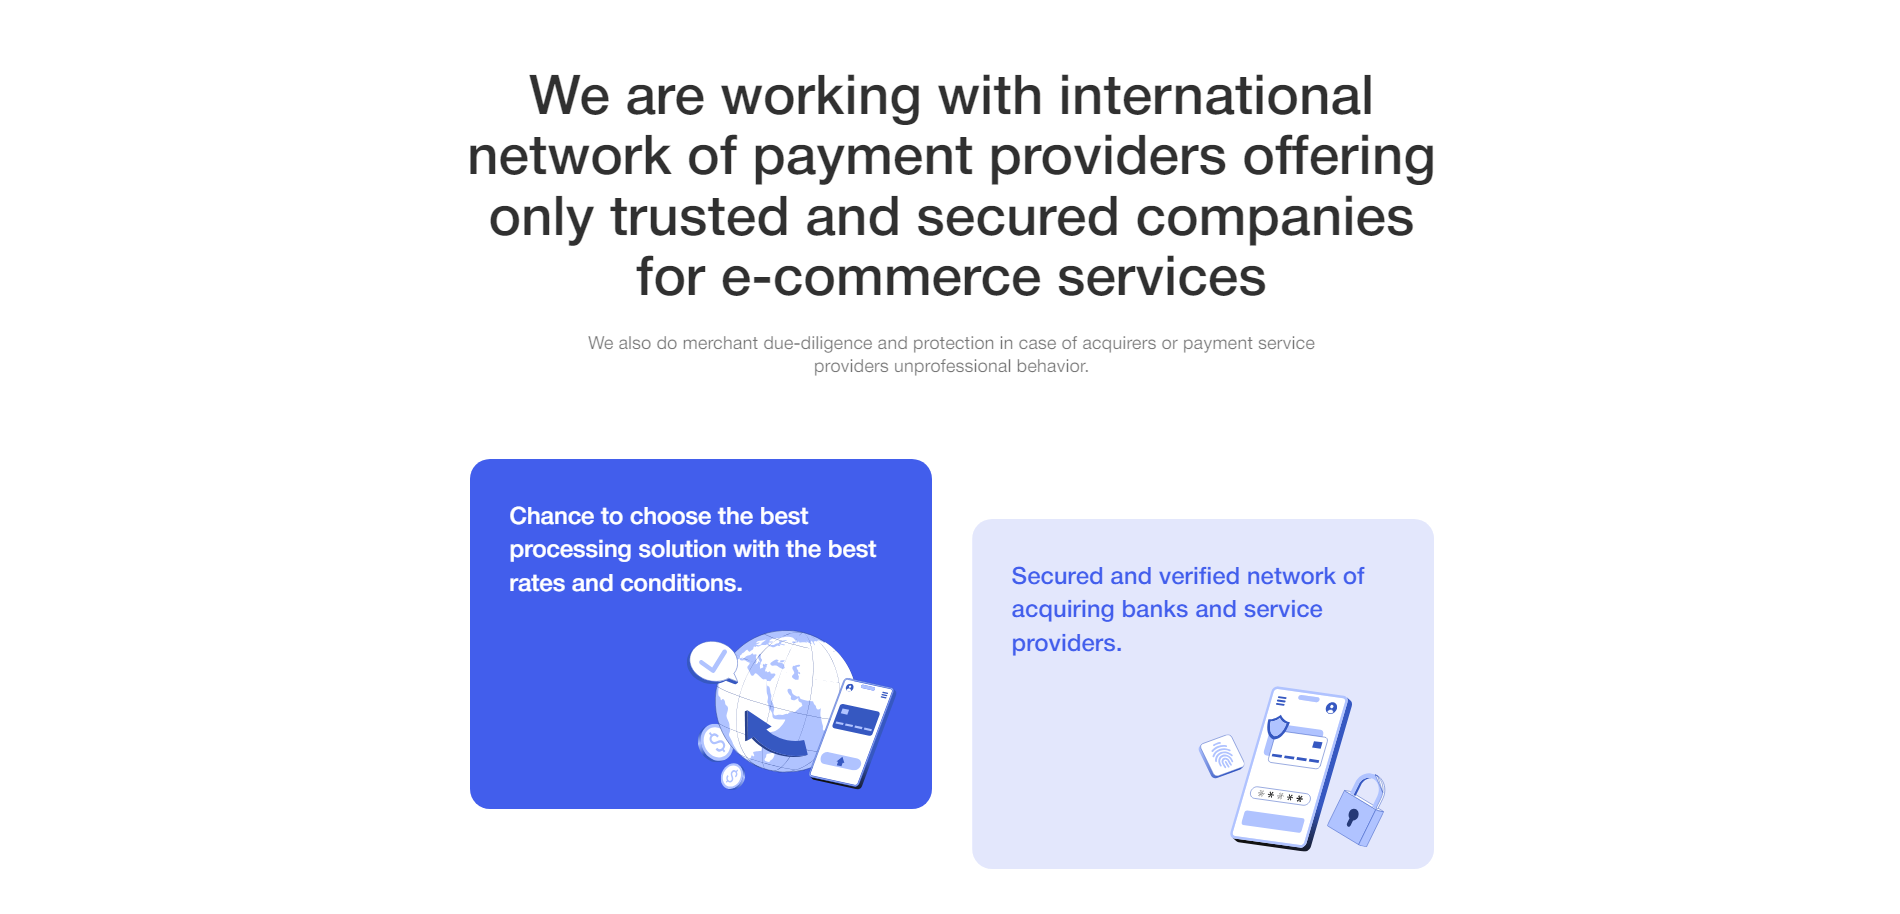 We are working with international
network of payment providers offering
only trusted and secured companies
for e-commerce services
We also do merchant due-diligence and protection in case of acquirers or payment service
providers unprofessional behavior.
Chance to choose the best
processing solution with the best
rates and conditions.
Secured and verified network of
acquiring banks and service
providers.